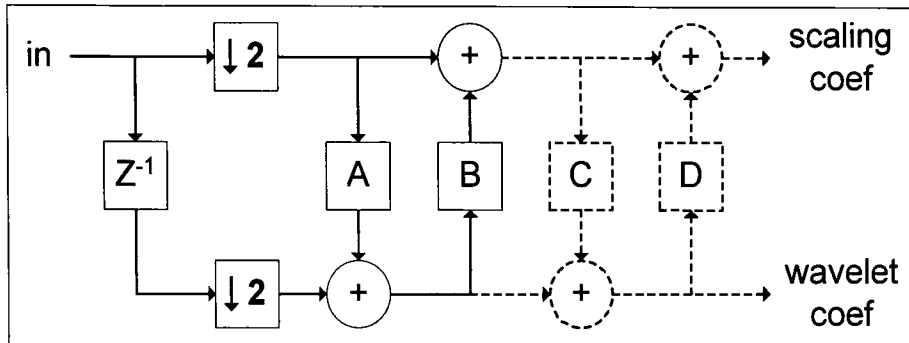 in
↓ 2
+
+
scaling
coef
Z⁻¹
A
B
C
D
↓ 2
+
+
wavelet
coef